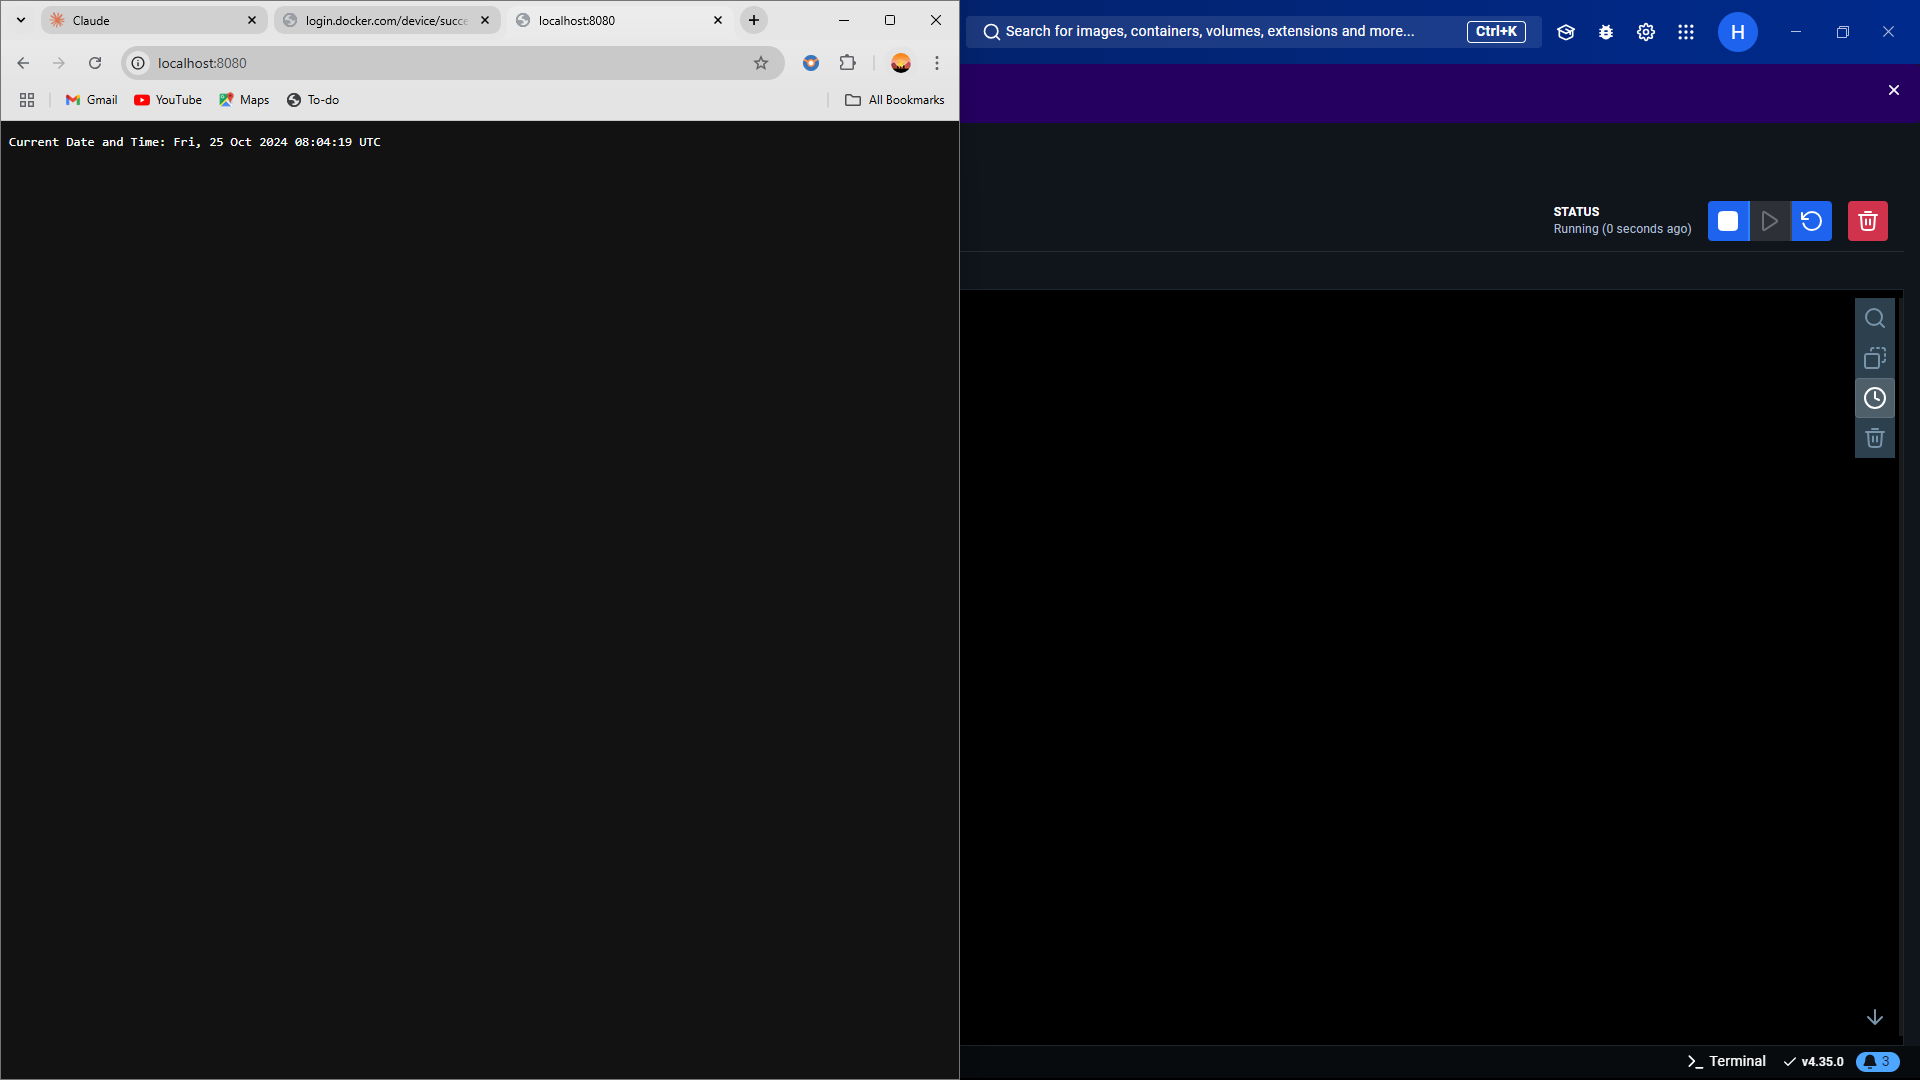 Claude
login.docker.com/device/succe
localhost:8080
localhost:8080
Gmail
YouTube
Maps
To-do
All Bookmarks
Current Date and Time: Fri, 25 Oct 2024 08:04:19 UTC
Search for images, containers, volumes, extensions and more...
Ctrl+K
H
STATUS
Running (0 seconds ago)
Terminal
v4.35.0
3